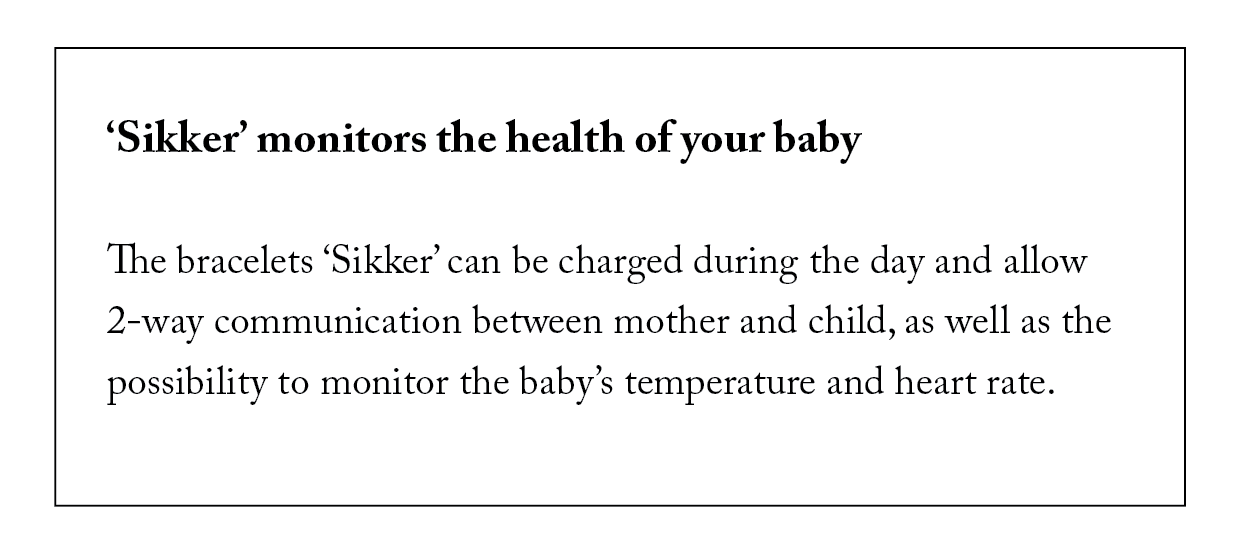 ‘Sikker’ monitors the health of your baby
The bracelets ‘Sikker’ can be charged during the day and allow
2-way communication between mother and child, as well as the
possibility to monitor the baby’s temperature and heart rate.